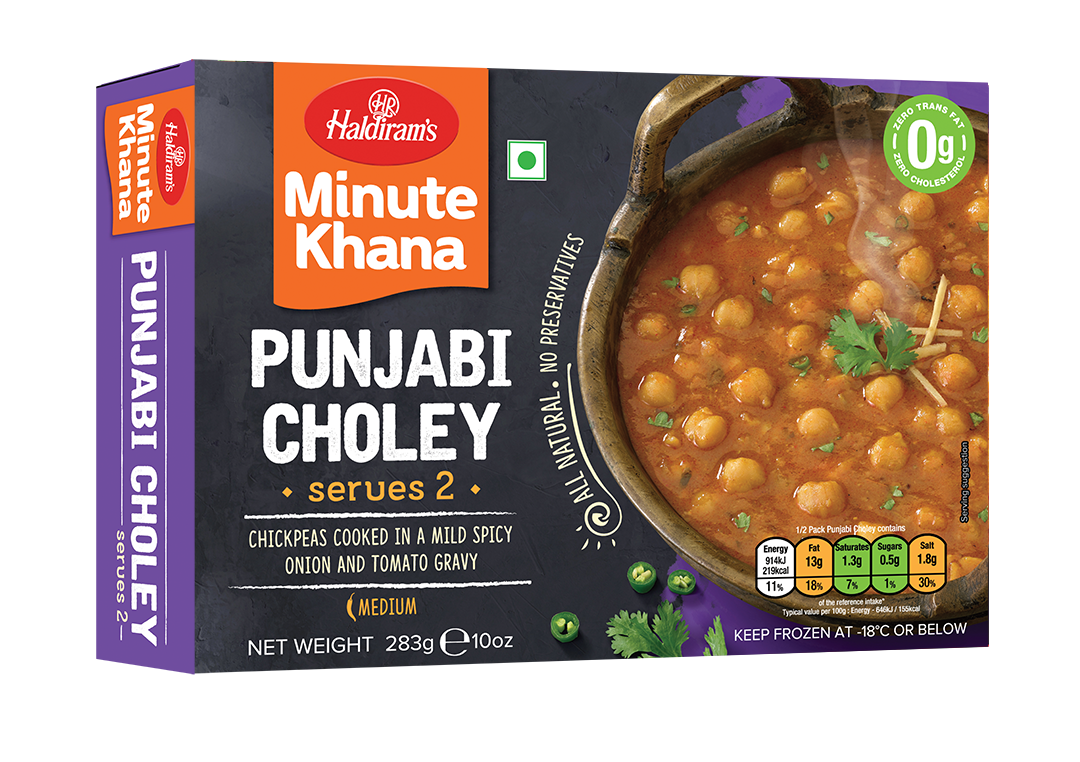 HR
Haldiram's
Minute
Khana
PUNJABI CHOLEY
serves 2
HR
Haldiram's
Minute
Khana
PUNJABI
CHOLEY
• serves 2 •
CHICKPEAS COOKED IN A MILD SPICY
ONION AND TOMATO GRAVY
MEDIUM
NET WEIGHT 283g ℮ 10oz
ALL NATURAL • NO PRESERVATIVES
ZERO TRANS FAT
0g
ZERO CHOLESTEROL
Serving suggestion
1/2 Pack Punjabi Choley contains
Energy Fat Saturates Sugars Salt
914kJ 13g 1.3g 0.5g 1.8g
219kcal
11% 18% 7% 1% 30%
of the reference intake*
Typical value per 100g : Energy - 646kJ / 155kcal
KEEP FROZEN AT -18°C OR BELOW